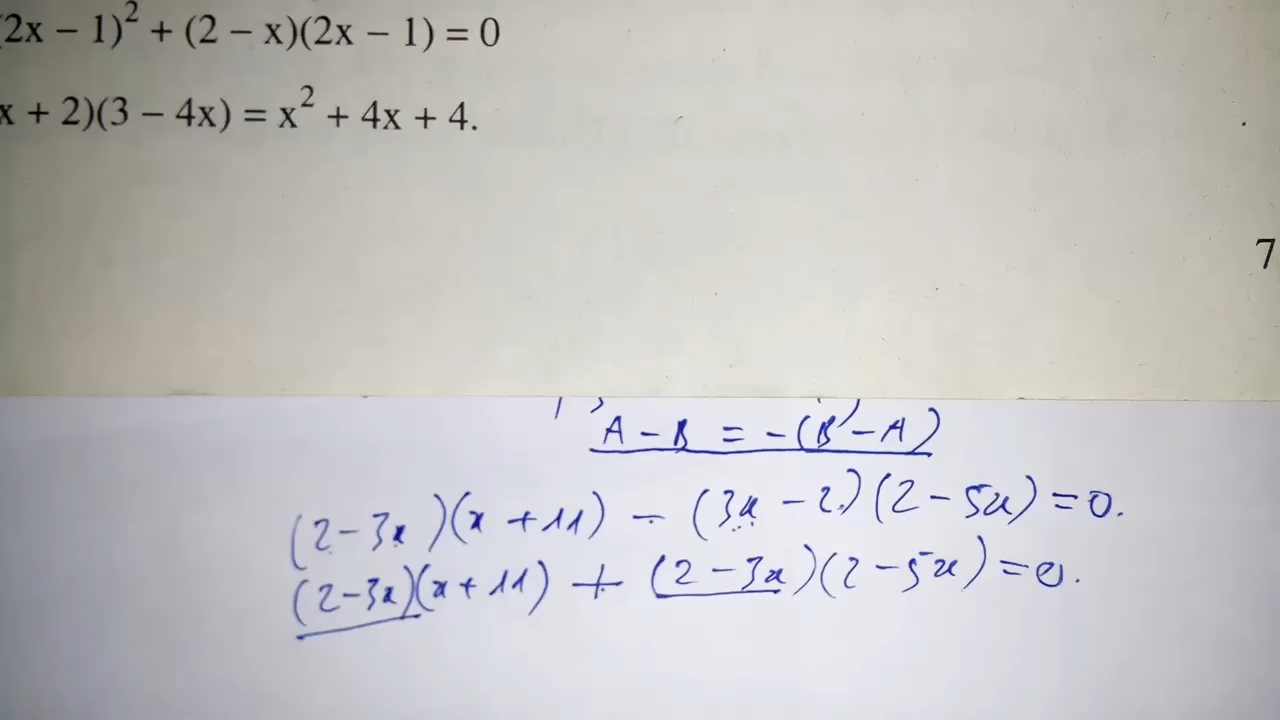 (2x − 1)² + (2 − x)(2x − 1) = 0
x + 2)(3 − 4x) = x² + 4x + 4.
7
A − B = −(B − A)
(2 − 3x)(x + 11) − (3x − 2)(2 − 5x) = 0.
(2 − 3x)(x + 11) + (2 − 3x)(2 − 5x) = 0.